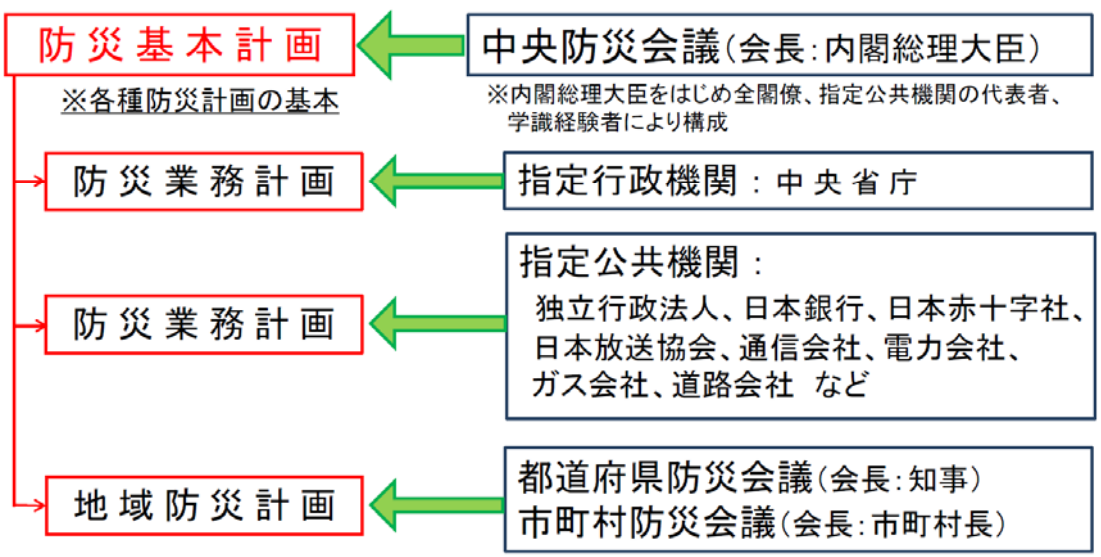 防災基本計画
中央防災会議(会長:内閣総理大臣)
※各種防災計画の基本
※内閣総理大臣をはじめ全閣僚、指定公共機関の代表者、
学識経験者により構成
防災業務計画
指定行政機関:中央省庁
防災業務計画
指定公共機関:
独立行政法人、日本銀行、日本赤十字社、
日本放送協会、通信会社、電力会社、
ガス会社、道路会社 など
地域防災計画
都道府県防災会議(会長:知事)
市町村防災会議(会長:市町村長)